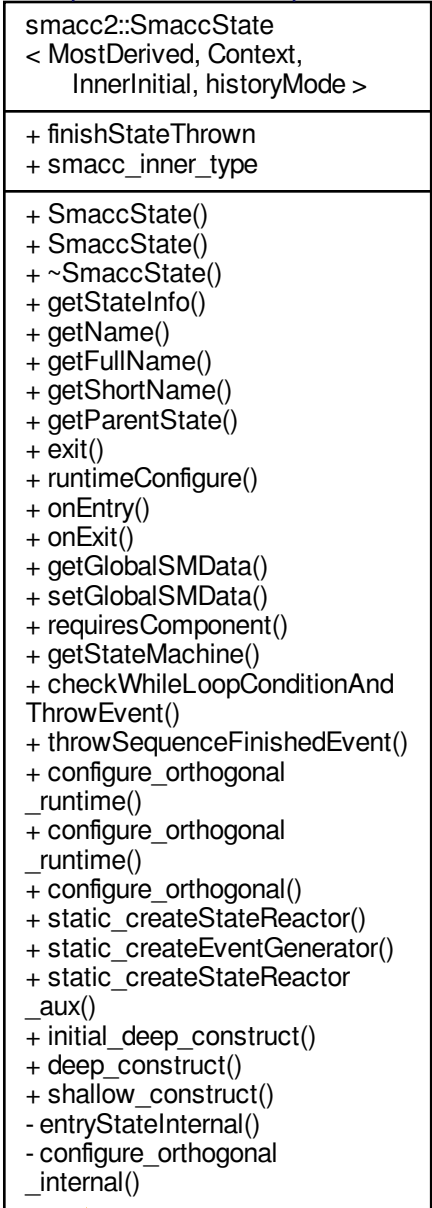 smacc2::SmaccState
< MostDerived, Context,
InnerInitial, historyMode >
+ finishStateThrown
+ smacc_inner_type
+ SmaccState()
+ SmaccState()
+ ~SmaccState()
+ getStateInfo()
+ getName()
+ getFullName()
+ getShortName()
+ getParentState()
+ exit()
+ runtimeConfigure()
+ onEntry()
+ onExit()
+ getGlobalSMData()
+ setGlobalSMData()
+ requiresComponent()
+ getStateMachine()
+ checkWhileLoopConditionAnd
ThrowEvent()
+ throwSequenceFinishedEvent()
+ configure_orthogonal
_runtime()
+ configure_orthogonal
_runtime()
+ configure_orthogonal()
+ static_createStateReactor()
+ static_createEventGenerator()
+ static_createStateReactor
_aux()
+ initial_deep_construct()
+ deep_construct()
+ shallow_construct()
- entryStateInternal()
- configure_orthogonal
_internal()